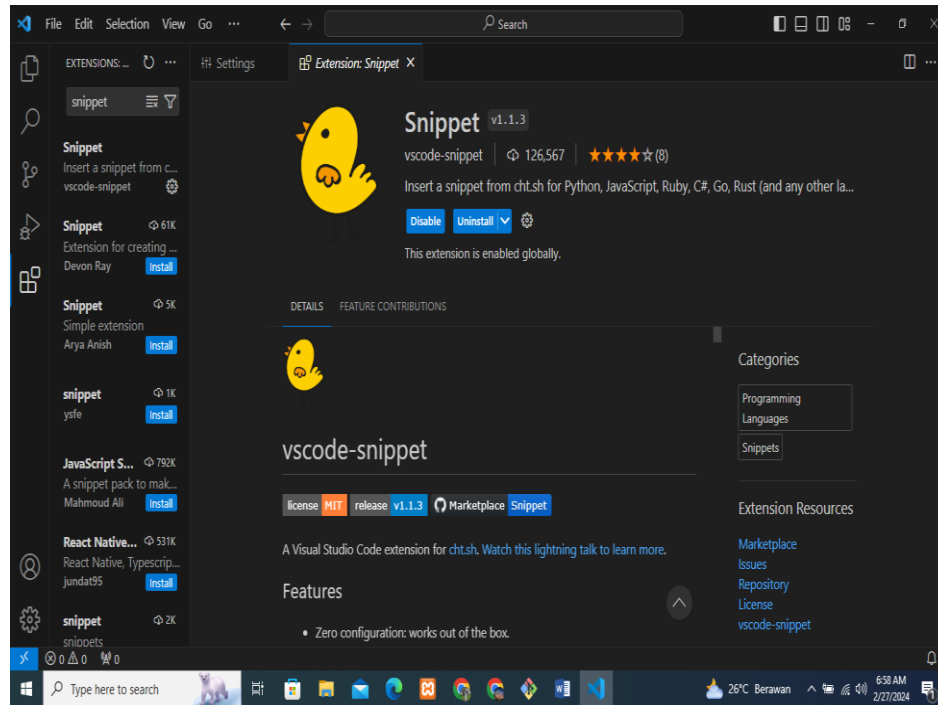 File Edit Selection View Go ···
Search
EXTENSIONS: ...
Settings
Extension: Snippet
snippet
Snippet
Insert a snippet from c...
vscode-snippet
Snippet 61K
Extension for creating ...
Devon Ray Install
Snippet 5K
Simple extension
Arya Anish Install
snippet 1K
ysfe Install
JavaScript S... 792K
A snippet pack to mak...
Mahmoud Ali Install
React Native... 531K
React Native, Typescrip...
jundat95 Install
snippet 2K
snippets
Snippet v1.1.3
vscode-snippet 126,567 (8)
Insert a snippet from cht.sh for Python, JavaScript, Ruby, C#, Go, Rust (and any other la...
Disable Uninstall
This extension is enabled globally.
DETAILS FEATURE CONTRIBUTIONS
vscode-snippet
license MIT release v1.1.3 Marketplace Snippet
A Visual Studio Code extension for cht.sh. Watch this lightning talk to learn more.
Features
• Zero configuration: works out of the box.
Categories
Programming
Languages
Snippets
Extension Resources
Marketplace
Issues
Repository
License
vscode-snippet
0 0 0
Type here to search
26°C Berawan
6:58 AM
2/27/2024
1